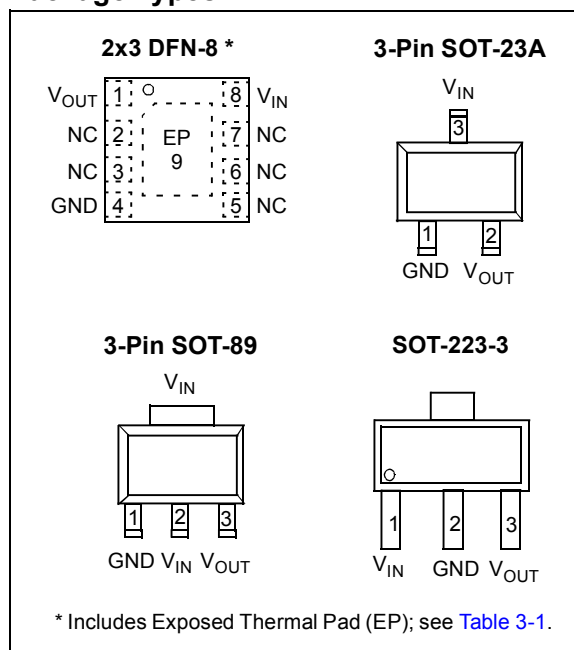 2x3 DFN-8 *
VOUT 1 8 VIN
NC 2 EP 7 NC
NC 3 9 6 NC
GND 4 5 NC
3-Pin SOT-23A
VIN
3
1 2
GND VOUT
3-Pin SOT-89
VIN
1 2 3
GND VIN VOUT
SOT-223-3
1 2 3
VIN GND VOUT
* Includes Exposed Thermal Pad (EP); see Table 3-1.